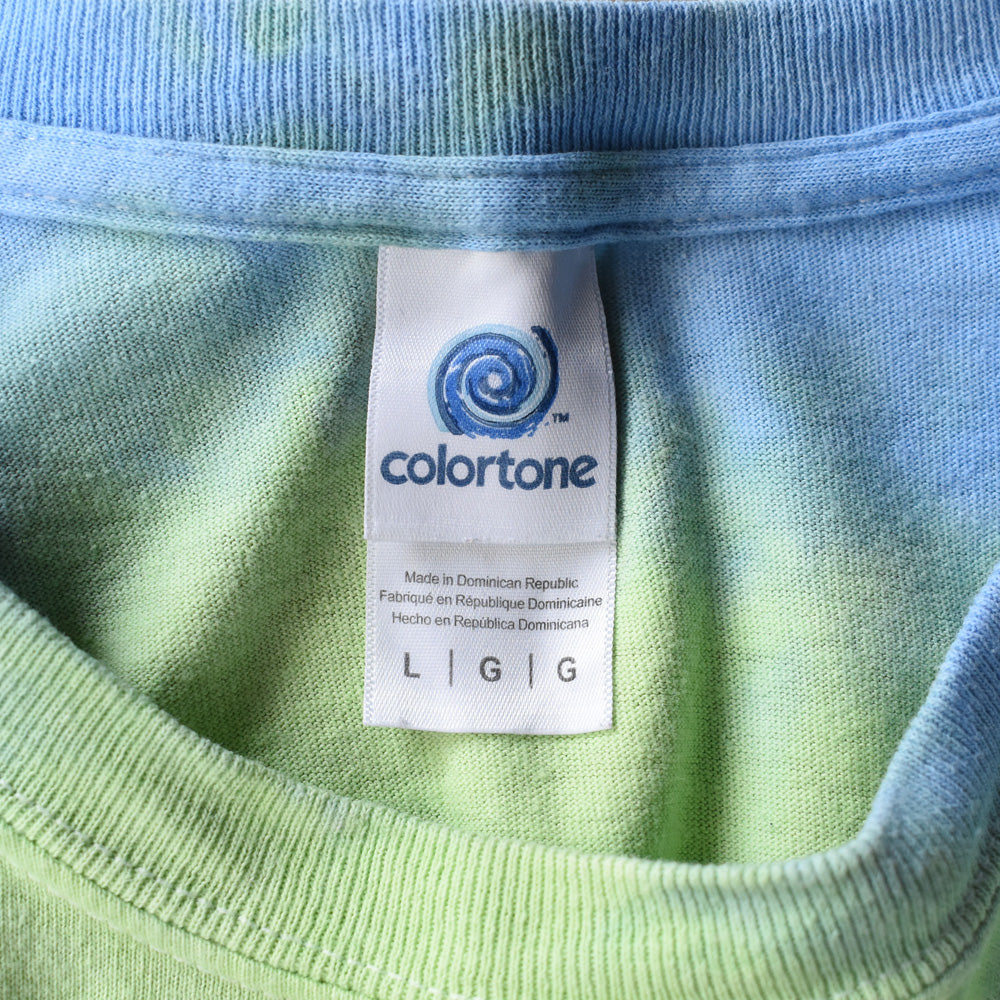 TM
colortone
Made in Dominican Republic
Fabriqué en République Dominicaine
Hecho en República Dominicana
L | G | G